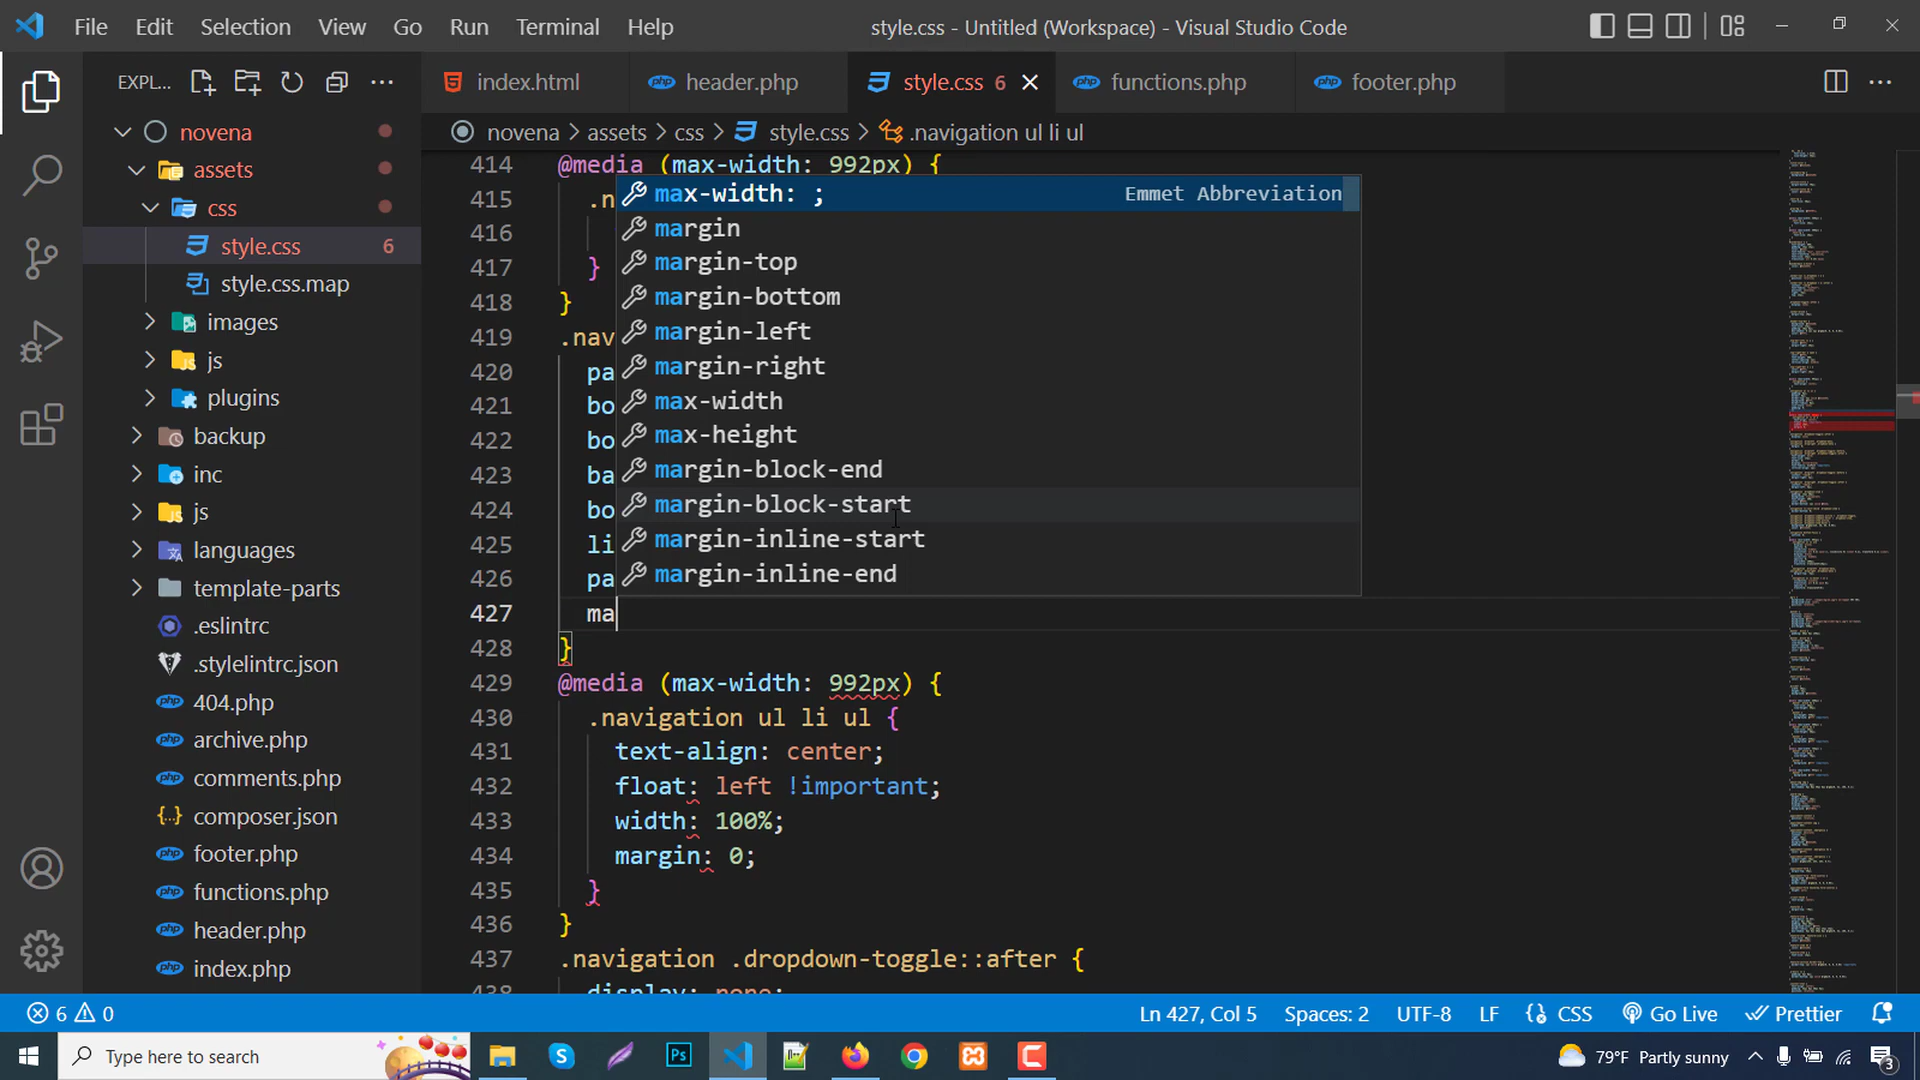 File Edit Selection View Go Run Terminal Help style.css - Untitled (Workspace) - Visual Studio Code
EXPL... index.html header.php style.css 6 functions.php footer.php
novena > assets > css > style.css > .navigation ul li ul
novena
assets
css
style.css 6
style.css.map
images
js
plugins
backup
inc
js
languages
template-parts
.eslintrc
.stylelintrc.json
404.php
archive.php
comments.php
composer.json
footer.php
functions.php
header.php
index.php
414 @media (max-width: 992px) {
415 .n
416
417 }
418 }
419 .nav
420 pa
421 bo
422 bo
423 ba
424 bo
425 li
426 pa
427 ma
428 }
429 @media (max-width: 992px) {
430 .navigation ul li ul {
431 text-align: center;
432 float: left !important;
433 width: 100%;
434 margin: 0;
435 }
436 }
437 .navigation .dropdown-toggle::after {
438 display: none;
max-width: ; Emmet Abbreviation
margin
margin-top
margin-bottom
margin-left
margin-right
max-width
max-height
margin-block-end
margin-block-start
margin-inline-start
margin-inline-end
6 0 Ln 427, Col 5 Spaces: 2 UTF-8 LF CSS Go Live Prettier
Type here to search Ps 79°F Partly sunny 3